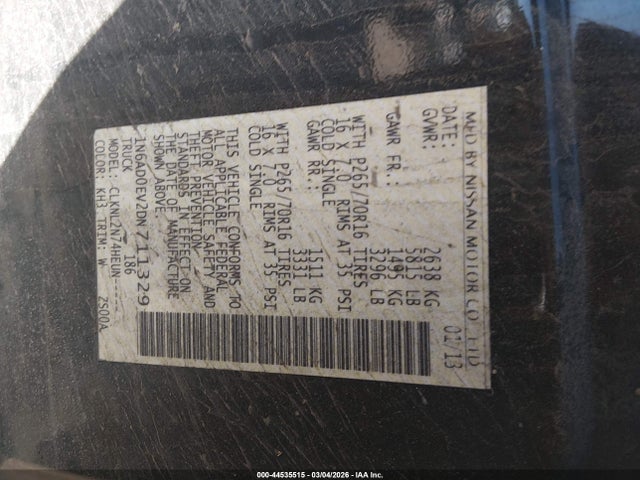 MFD BY NISSAN MOTOR CO., LTD.
DATE: 01/13
GVWR: 2638 KG
5815 LB
GAWR FR.: 1495 KG
3296 LB
WITH P265/70R16 TIRES
16 X 7.0 RIMS AT 35 PSI
COLD SINGLE
GAWR RR.: 1511 KG
3331 LB
WITH P265/70R16 TIRES
16 X 7.0 RIMS AT 35 PSI
COLD SINGLE
THIS VEHICLE CONFORMS TO
ALL APPLICABLE FEDERAL
MOTOR VEHICLE SAFETY AND
THEFT PREVENTION
STANDARDS IN EFFECT ON
THE DATE OF MANUFACTURE
SHOWN ABOVE.
1N6AD0EV2DN711329
TRUCK 186
MODEL: CLKNL2N74HEUN-----
COLOR: KH3 TRIM: W ZS00A
000-44535515 - 03/04/2026 - IAA Inc.